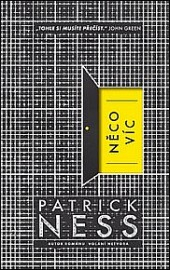 „TOHLE SI MUSÍTE PŘEČÍST.“ JOHN GREEN
NĚCO
VÍC
PATRICK
NESS
AUTOR ROMÁNU VOLÁNÍ NETVORA